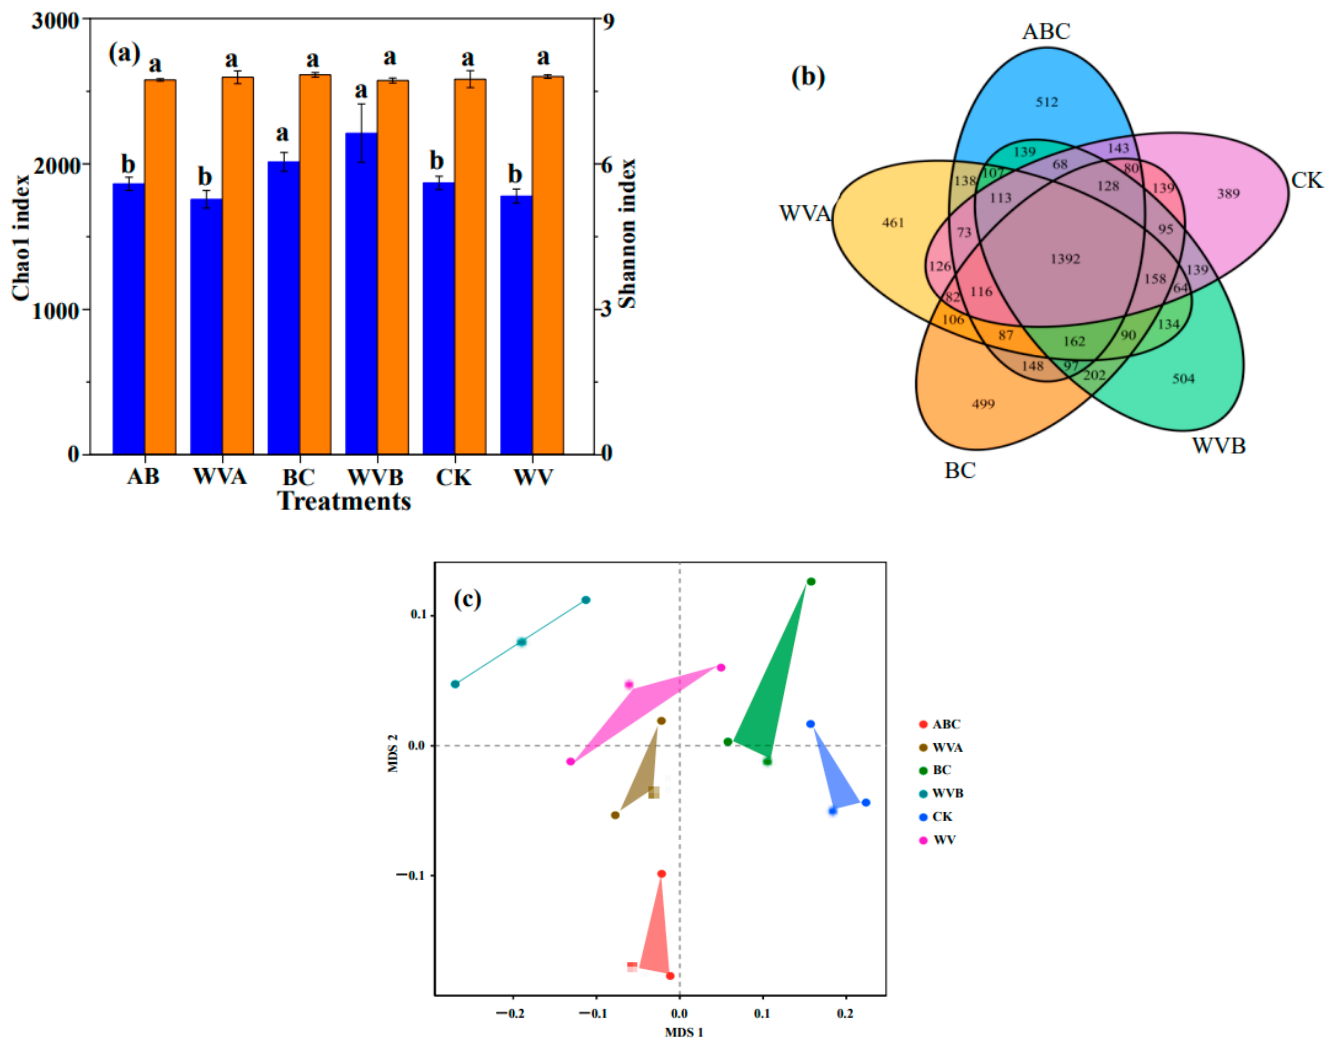 (a)
3000
2000
1000
0
Chao1 index
9
6
3
0
Shannon index
a
a
a
a
a
a
b
b
a
a
b
b
AB WVA BC WVB CK WV
Treatments
(b)
ABC
512
CK
389
WVA
461
139
68
143
80
139
138
107
113
128
95
73
1392
126
158
139
64
82
116
106
87
162
90
134
148
97
202
504
WVB
499
BC
(c)
0.1
0.0
−0.1
MDS 2
−0.2 −0.1 0.0 0.1 0.2
MDS 1
ABC
WVA
BC
WVB
CK
WV